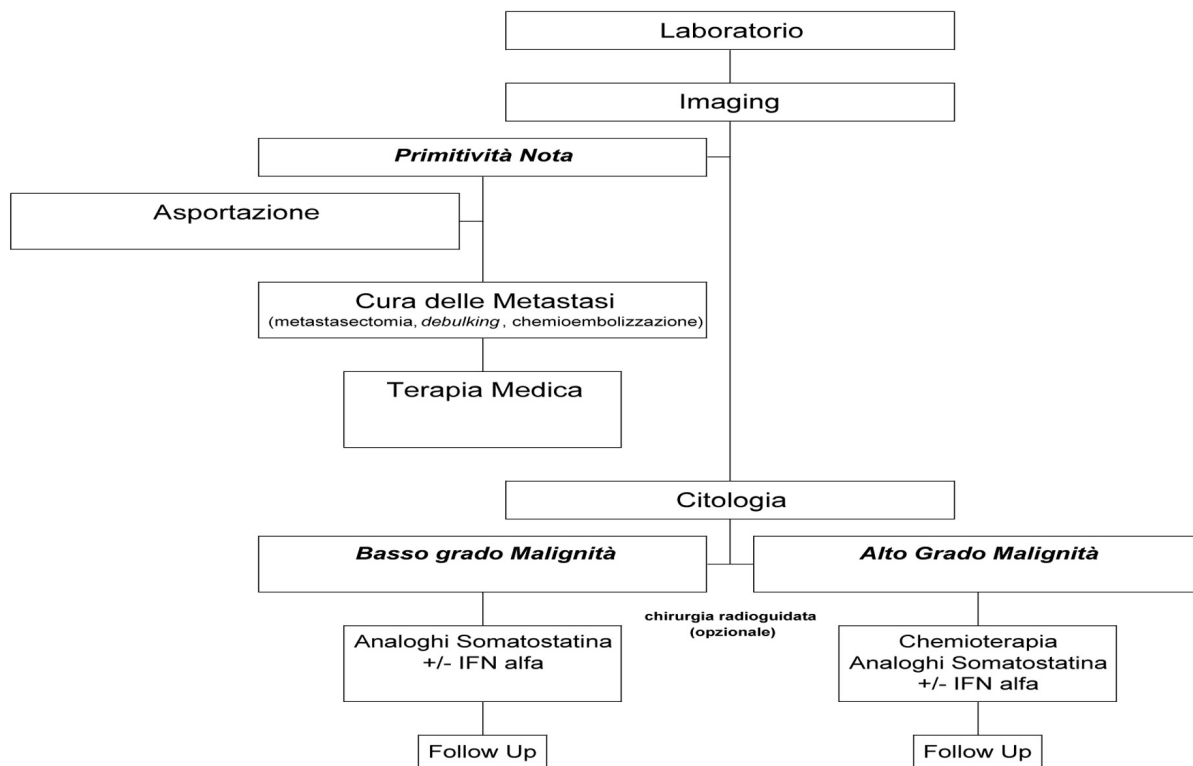 Laboratorio
Imaging
Primitività Nota
Asportazione
Cura delle Metastasi
(metastasectomia, debulking, chemioembolizzazione)
Terapia Medica
Citologia
Basso grado Malignità
Alto Grado Malignità
chirurgia radioguidata
(opzionale)
Analoghi Somatostatina
+/- IFN alfa
Chemioterapia
Analoghi Somatostatina
+/- IFN alfa
Follow Up
Follow Up